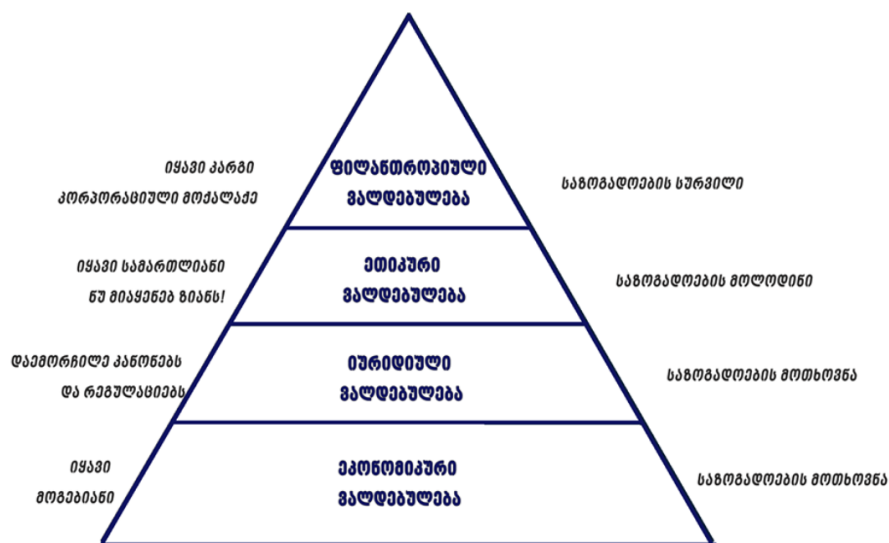 იყავი კარგი
კორპორაციული მოქალაქე
ფილანთროპიული
ვალდებულება
საზოგადოების სურვილი
იყავი სამართლიანი
ნუ მიაყენებ ზიანს!
ეთიკური
ვალდებულება
საზოგადოების მოლოდინი
დაემორჩილე კანონებს
და რეგულაციებს
იურიდიული
ვალდებულება
საზოგადოების მოთხოვნა
იყავი
მოგებიანი
ეკონომიკური
ვალდებულება
საზოგადოების მოთხოვნა